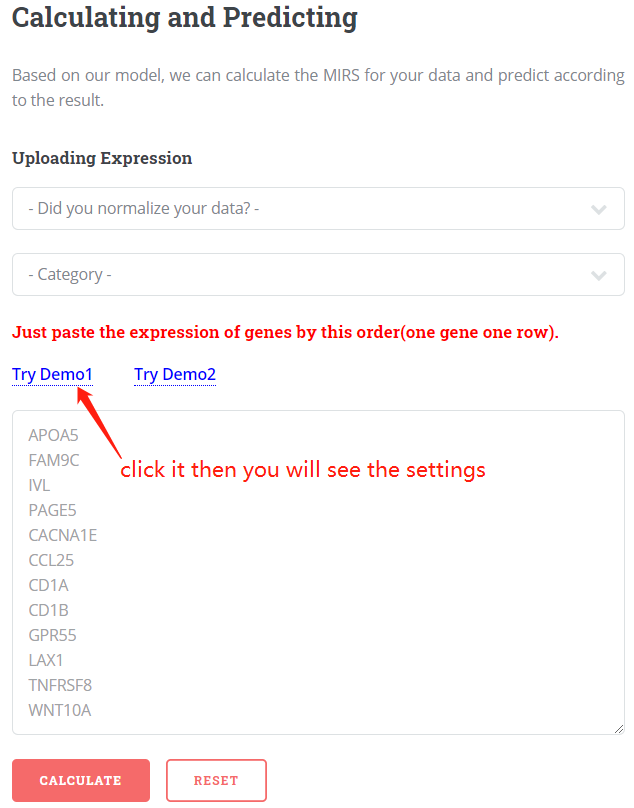 Calculating and Predicting
Based on our model, we can calculate the MIRS for your data and predict according
to the result.
Uploading Expression
- Did you normalize your data? -
- Category -
Just paste the expression of genes by this order(one gene one row).
Try Demo1 Try Demo2
APOA5
FAM9C
click it then you will see the settings
IVL
PAGE5
CACNA1E
CCL25
CD1A
CD1B
GPR55
LAX1
TNFRSF8
WNT10A
CALCULATE RESET